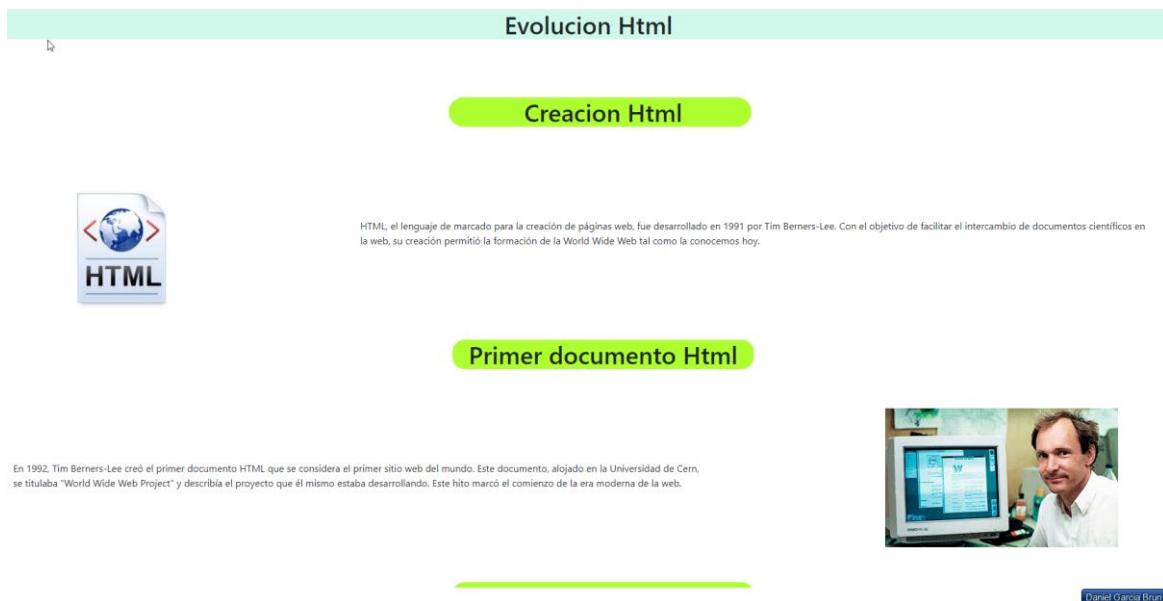 Evolucion Html
Creacion Html
HTML
HTML, el lenguaje de marcado para la creación de páginas web, fue desarrollado en 1991 por Tim Berners-Lee. Con el objetivo de facilitar el intercambio de documentos científicos en
la web, su creación permitió la formación de la World Wide Web tal como la conocemos hoy.
Primer documento Html
En 1992, Tim Berners-Lee creó el primer documento HTML que se considera el primer sitio web del mundo. Este documento, alojado en la Universidad de Cern,
se titulaba "World Wide Web Project" y describía el proyecto que él mismo estaba desarrollando. Este hito marcó el comienzo de la era moderna de la web.
Daniel Garcia Brun